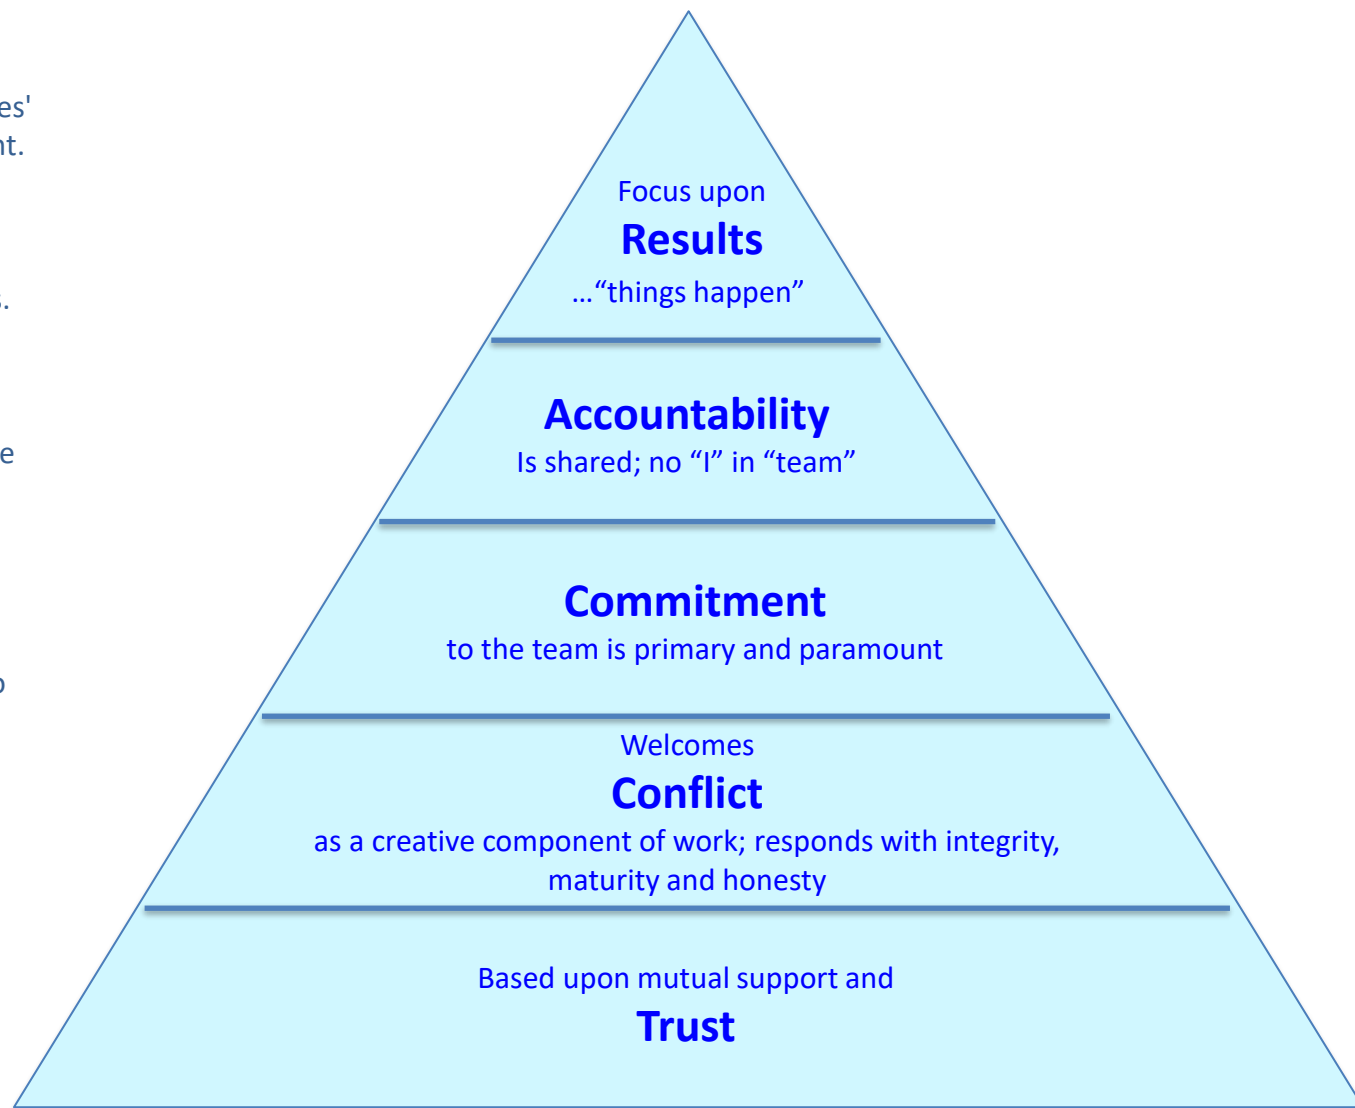 es'
nt.
s.
e
Focus upon
Results
…“things happen”
Accountability
Is shared; no “I” in “team”
Commitment
to the team is primary and paramount
Welcomes
Conflict
as a creative component of work; responds with integrity,
maturity and honesty
Based upon mutual support and
Trust